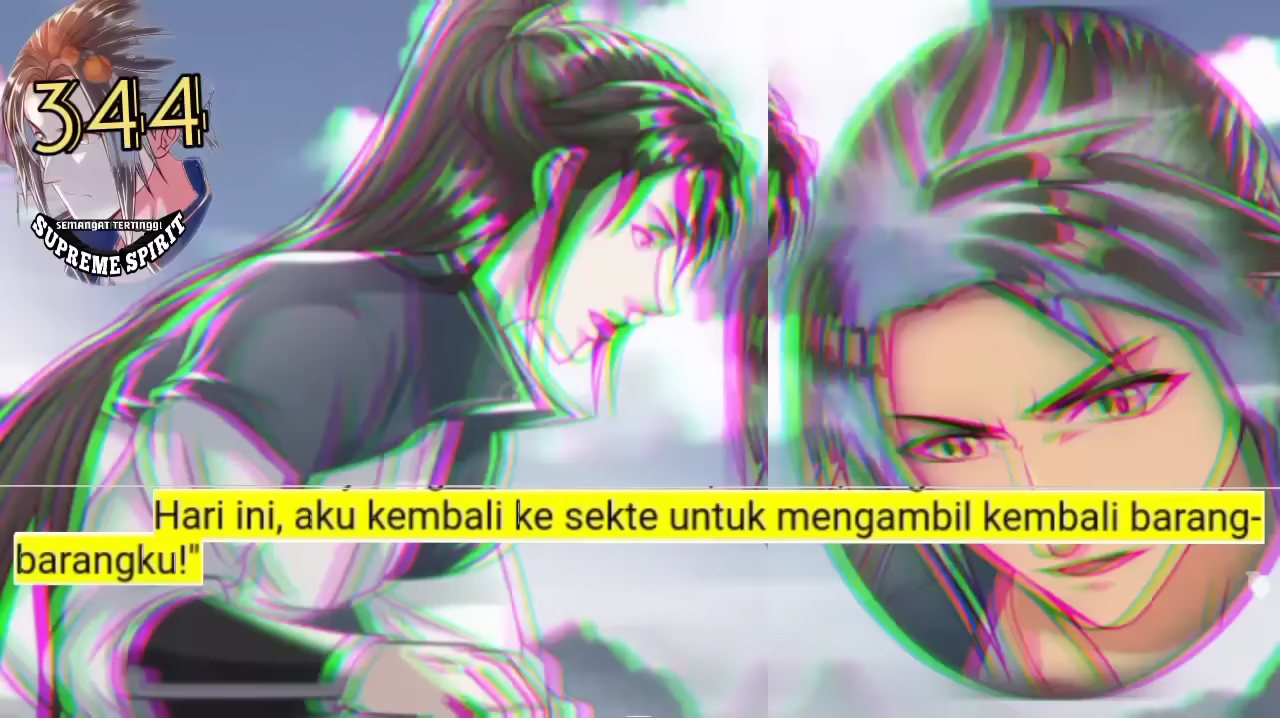 344
SEMANGAT TERTINGGI
SUPREME SPIRIT
Hari ini, aku kembali ke sekte untuk mengambil kembali barang-
barangku!"